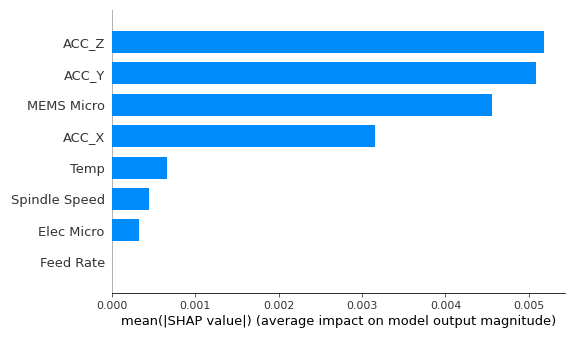 ACC_Z
ACC_Y
MEMS Micro
ACC_X
Temp
Spindle Speed
Elec Micro
Feed Rate
0.000 0.001 0.002 0.003 0.004 0.005
mean(|SHAP value|) (average impact on model output magnitude)